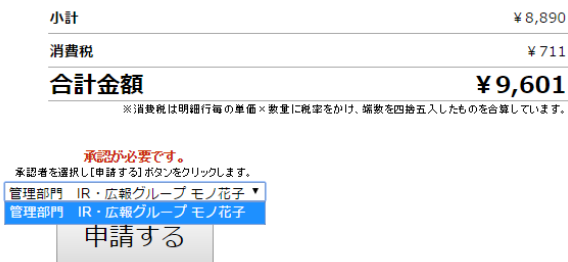 小計 ¥8,890
消費税 ¥711
合計金額 ¥9,601
※消費税は明細行毎の単価×数量に税率をかけ、端数を四捨五入したものを合算しています。
承認が必要です。
承認者を選択し[申請する]ボタンをクリックします。
管理部門 IR・広報グループ モノ花子 ▼
管理部門 IR・広報グループ モノ花子
申請する